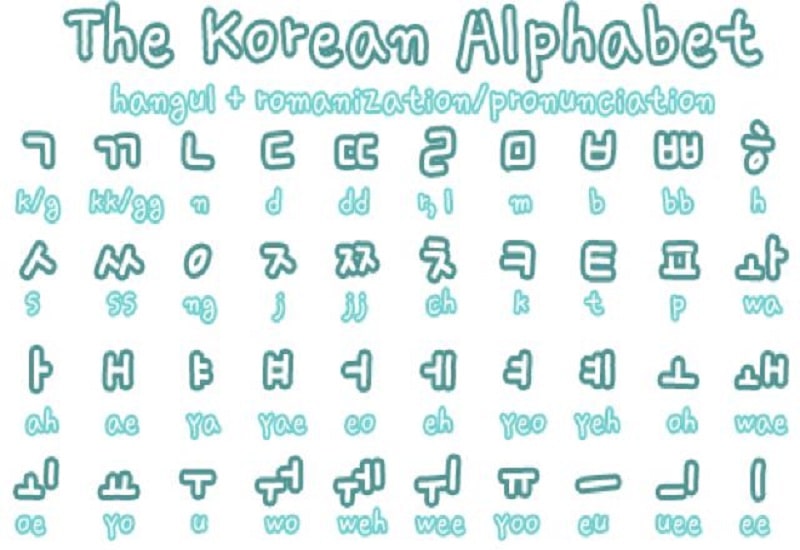 The Korean Alphabet
hangul + romanization/pronunciation
ㄱ ㄲ ㄴ ㄷ ㄸ ㄹ ㅁ ㅂ ㅃ ㅎ
k/g kk/gg n d dd r, l m b bb h
ㅅ ㅆ ㅇ ㅈ ㅉ ㅊ ㅋ ㅌ ㅍ ㅘ
s ss ng j jj ch k t p wa
ㅏ ㅐ ㅑ ㅒ ㅓ ㅔ ㅕ ㅖ ㅗ ㅙ
ah ae ya yae eo eh yeo yeh oh wae
ㅚ ㅛ ㅜ ㅝ ㅞ ㅟ ㅠ ㅡ ㅢ ㅣ
oe yo u wo weh wee yoo eu uee ee